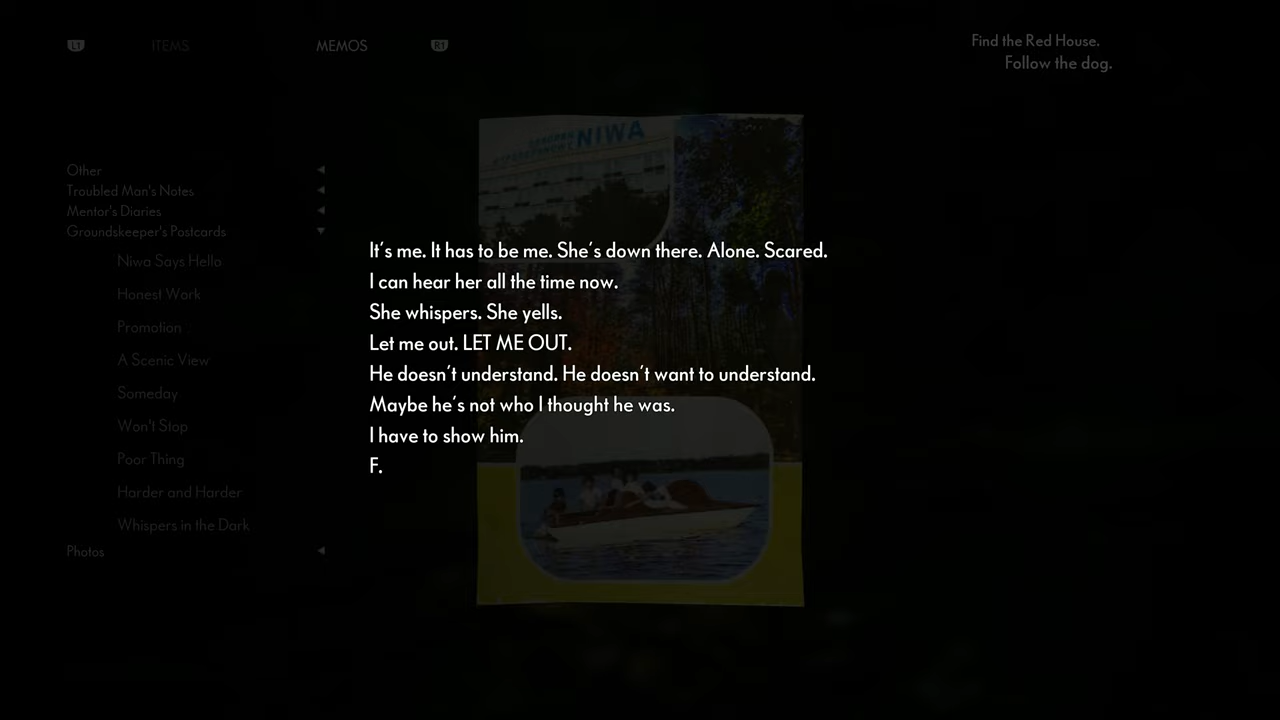 L1
ITEMS
MEMOS
R1
Find the Red House.
Follow the dog.
Other
Troubled Man's Notes
Mentor's Diaries
Groundskeeper's Postcards
Niwa Says Hello
Honest Work
Promotion
A Scenic View
Someday
Won't Stop
Poor Thing
Harder and Harder
Whispers in the Dark
Photos
NIWA
It's me. It has to be me. She's down there. Alone. Scared.
I can hear her all the time now.
She whispers. She yells.
Let me out. LET ME OUT.
He doesn't understand. He doesn't want to understand.
Maybe he's not who I thought he was.
I have to show him.
F.